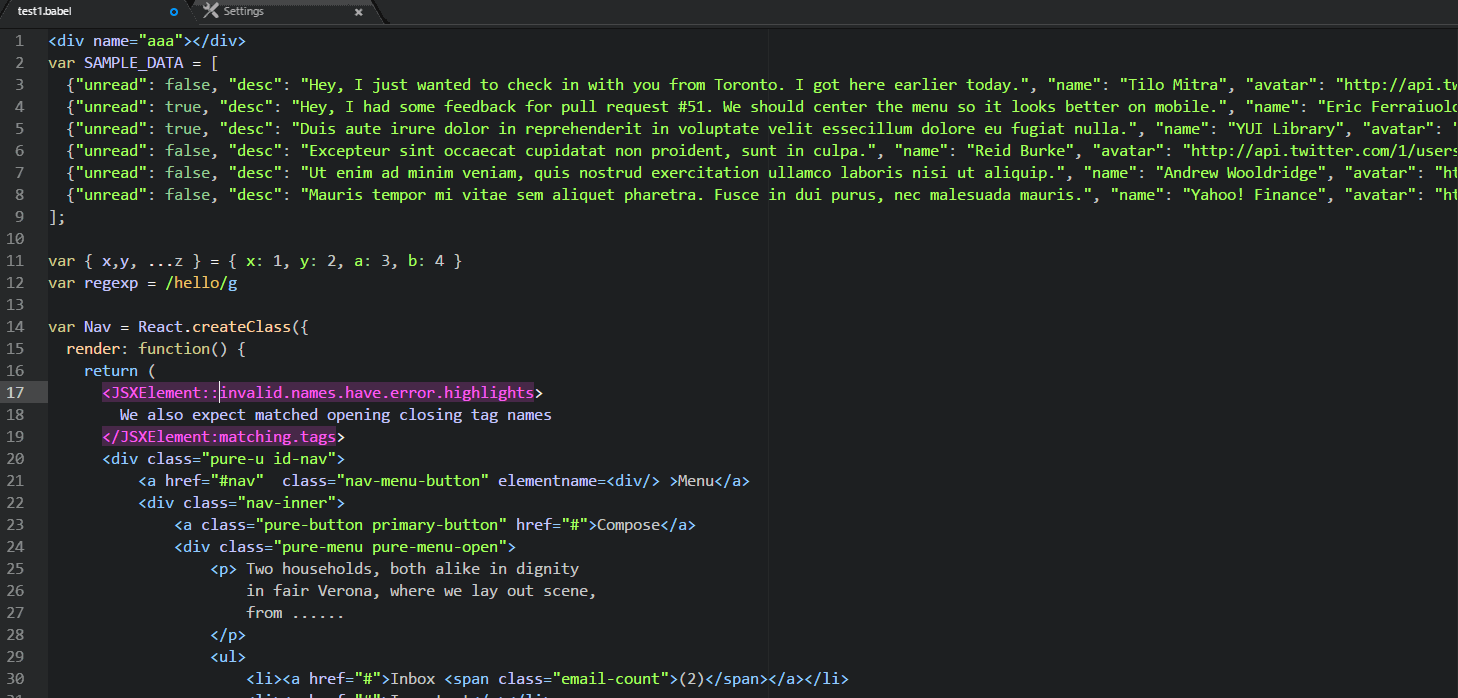 test1.babel Settings
1 <div name="aaa"></div>
2 var SAMPLE_DATA = [
3 {"unread": false, "desc": "Hey, I just wanted to check in with you from Toronto. I got here earlier today.", "name": "Tilo Mitra", "avatar": "http://api.tw
4 {"unread": true, "desc": "Hey, I had some feedback for pull request #51. We should center the menu so it looks better on mobile.", "name": "Eric Ferraiuolo
5 {"unread": true, "desc": "Duis aute irure dolor in reprehenderit in voluptate velit essecillum dolore eu fugiat nulla.", "name": "YUI Library", "avatar": "
6 {"unread": false, "desc": "Excepteur sint occaecat cupidatat non proident, sunt in culpa.", "name": "Reid Burke", "avatar": "http://api.twitter.com/1/users
7 {"unread": false, "desc": "Ut enim ad minim veniam, quis nostrud exercitation ullamco laboris nisi ut aliquip.", "name": "Andrew Wooldridge", "avatar": "ht
8 {"unread": false, "desc": "Mauris tempor mi vitae sem aliquet pharetra. Fusce in dui purus, nec malesuada mauris.", "name": "Yahoo! Finance", "avatar": "ht
9 ];
10
11 var { x,y, ...z } = { x: 1, y: 2, a: 3, b: 4 }
12 var regexp = /hello/g
13
14 var Nav = React.createClass({
15 render: function() {
16 return (
17 <JSXElement::invalid.names.have.error.highlights>
18 We also expect matched opening closing tag names
19 </JSXElement:matching.tags>
20 <div class="pure-u id-nav">
21 <a href="#nav"  class="nav-menu-button" elementname=<div/> >Menu</a>
22 <div class="nav-inner">
23 <a class="pure-button primary-button" href="#">Compose</a>
24 <div class="pure-menu pure-menu-open">
25 <p> Two households, both alike in dignity
26 in fair Verona, where we lay out scene,
27 from ......
28 </p>
29 <ul>
30 <li><a href="#">Inbox <span class="email-count">(2)</span></a></li>